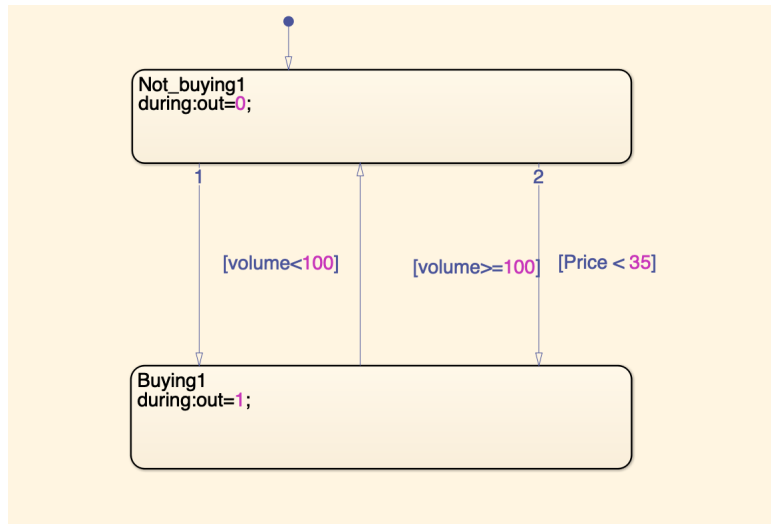 Not_buying1
during:out=0;
1
2
[volume<100]
[volume>=100]
[Price < 35]
Buying1
during:out=1;